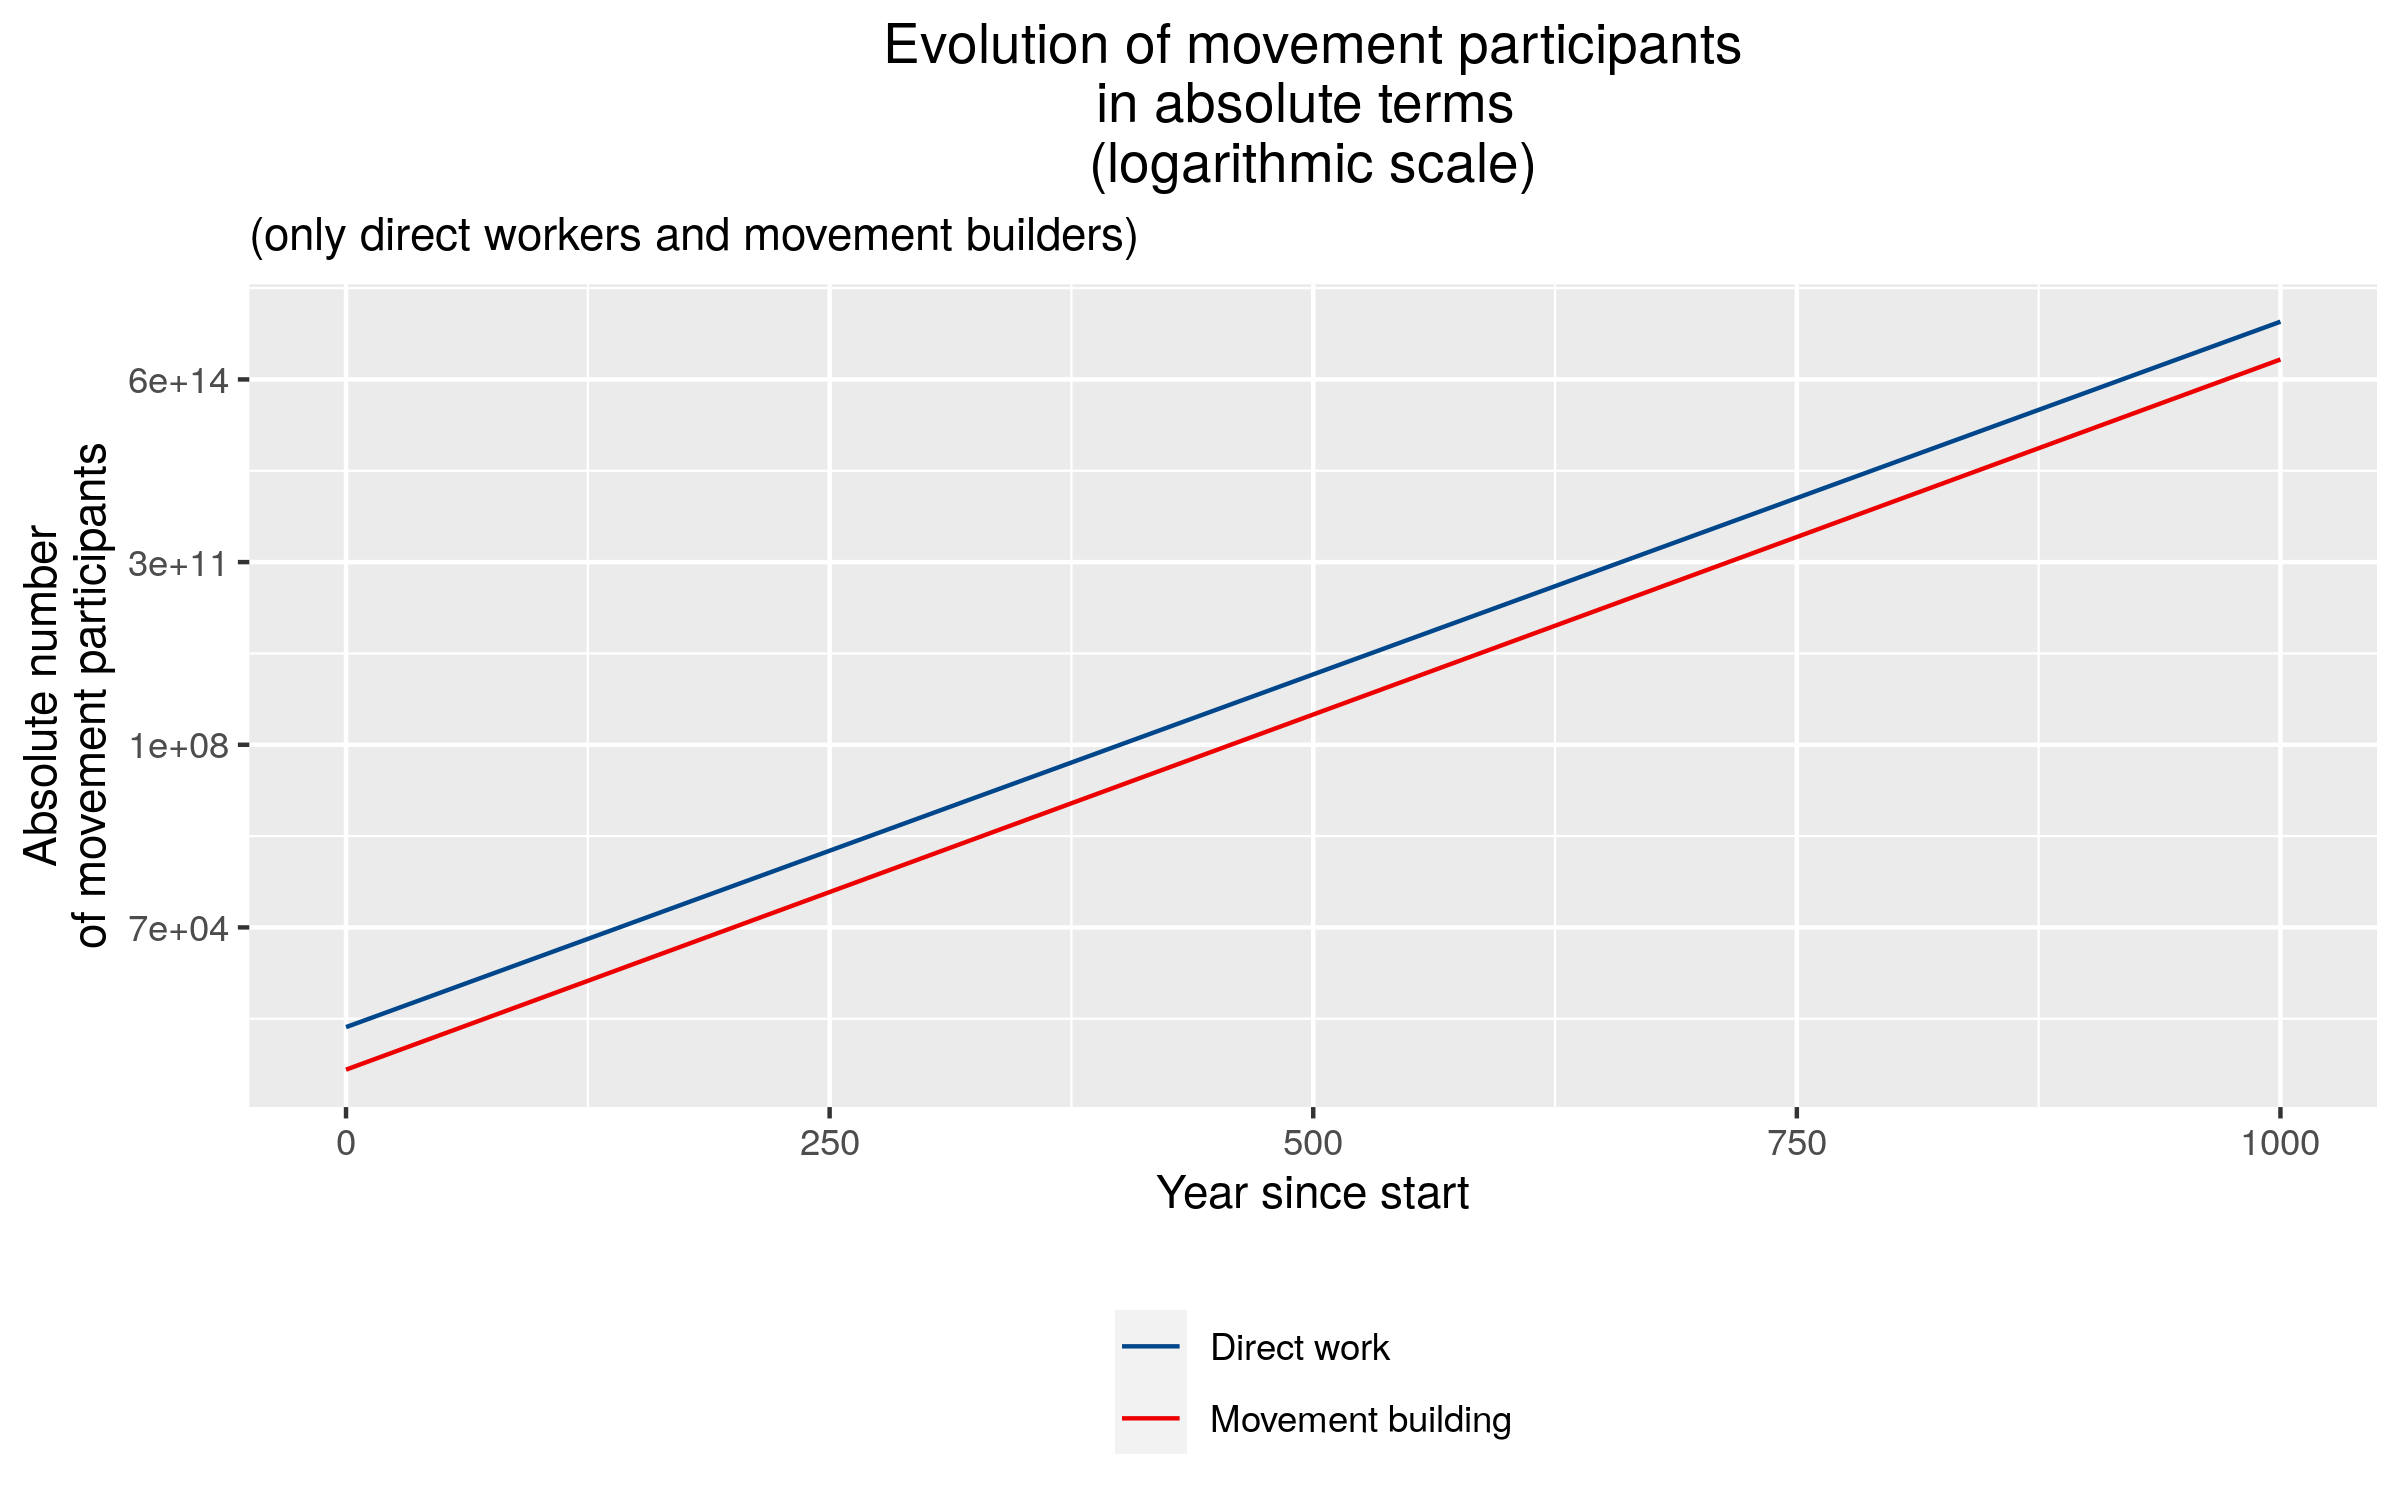 Evolution of movement participants
in absolute terms
(logarithmic scale)
(only direct workers and movement builders)
Absolute number
of movement participants
6e+14
3e+11
1e+08
7e+04
0
250
500
750
1000
Year since start
Direct work
Movement building